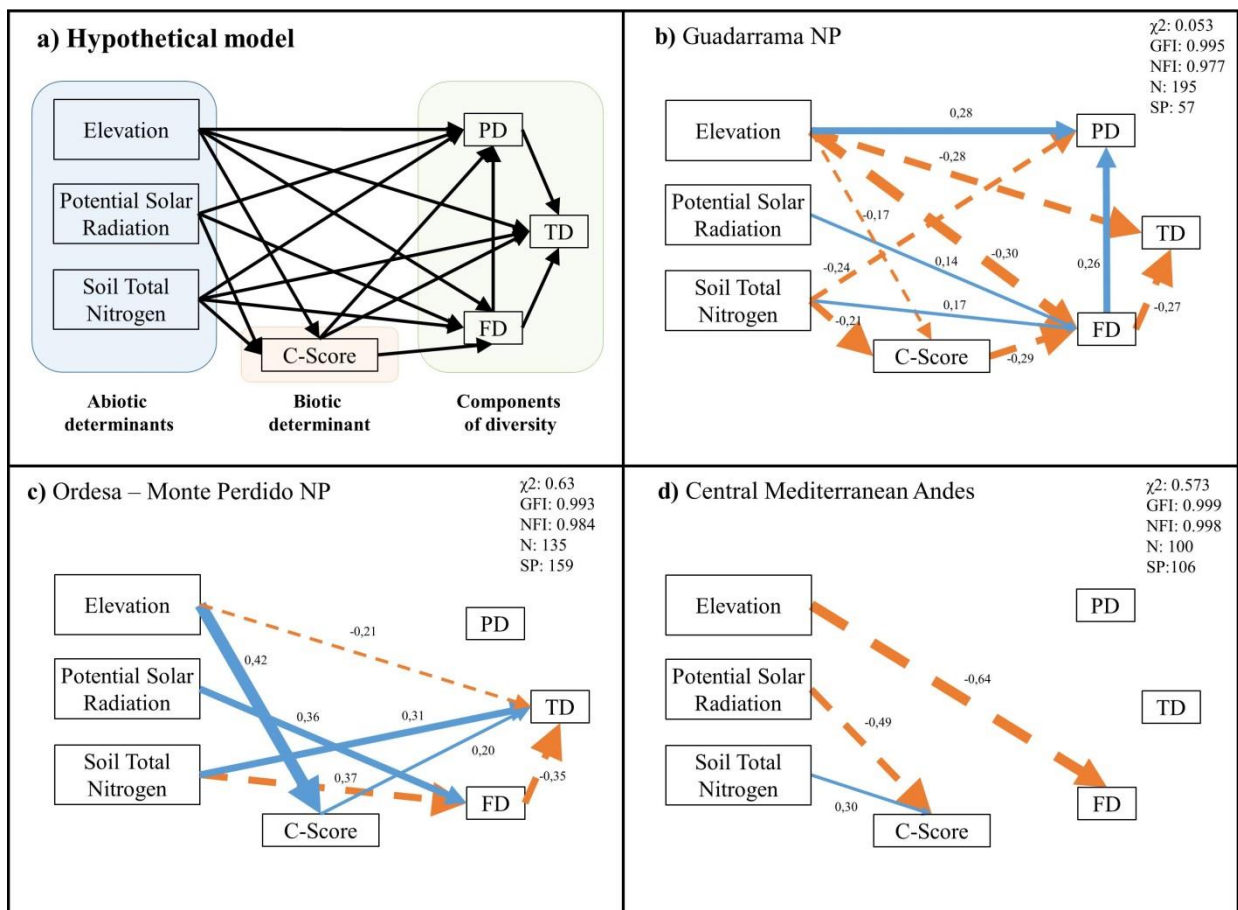 a) Hypothetical model
Elevation
Potential Solar
Radiation
Soil Total
Nitrogen
C-Score
PD
TD
FD
Abiotic
determinants
Biotic
determinant
Components
of diversity
b) Guadarrama NP
χ2: 0.053
GFI: 0.995
NFI: 0.977
N: 195
SP: 57
Elevation
Potential Solar
Radiation
Soil Total
Nitrogen
C-Score
PD
TD
FD
0,28
-0,28
-0,17
-0,30
-0,24
0,14
0,26
0,17
-0,27
-0,21
-0,29
c) Ordesa – Monte Perdido NP
χ2: 0.63
GFI: 0.993
NFI: 0.984
N: 135
SP: 159
Elevation
Potential Solar
Radiation
Soil Total
Nitrogen
C-Score
PD
TD
FD
-0,21
0,42
0,36
0,31
0,20
0,37
-0,35
d) Central Mediterranean Andes
χ2: 0.573
GFI: 0.999
NFI: 0.998
N: 100
SP:106
Elevation
Potential Solar
Radiation
Soil Total
Nitrogen
C-Score
PD
TD
FD
-0,64
-0,49
0,30